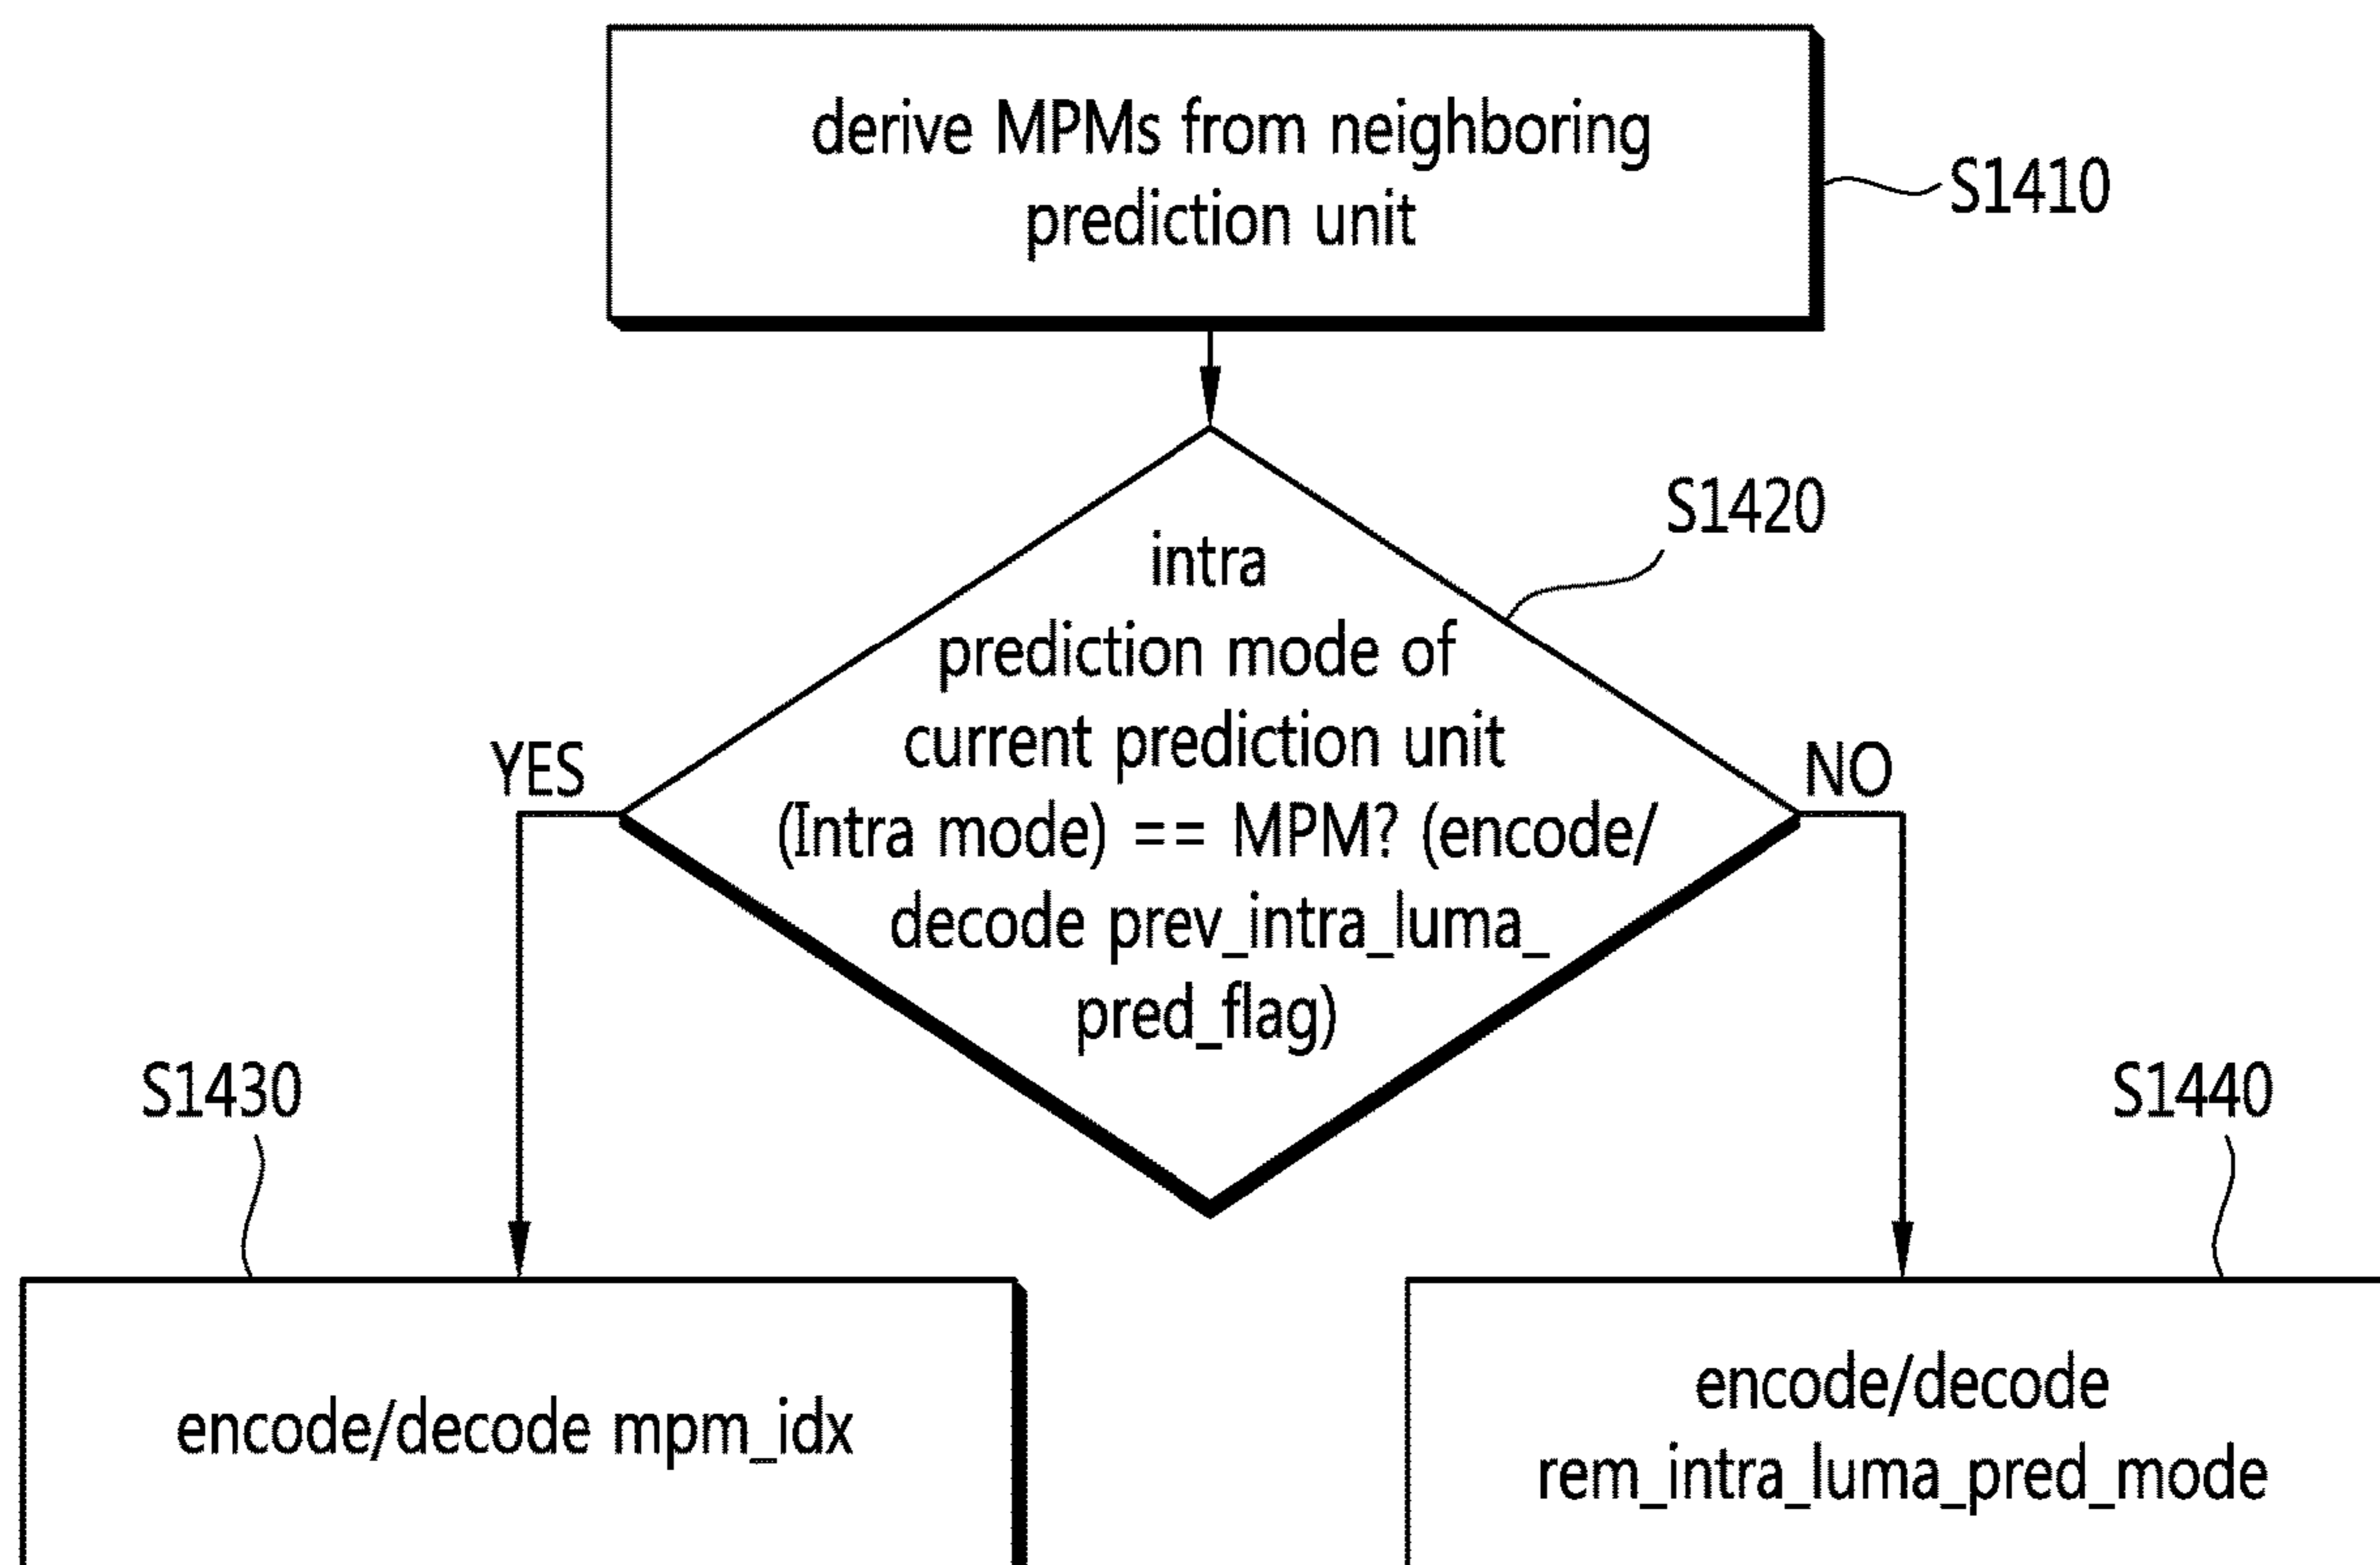 derive MPMs from neighboring
prediction unit
S1410
S1420
intra
prediction mode of
current prediction unit
(Intra mode) == MPM? (encode/
decode prev_intra_luma_
pred_flag)
YES
NO
S1430
S1440
encode/decode mpm_idx
encode/decode
rem_intra_luma_pred_mode